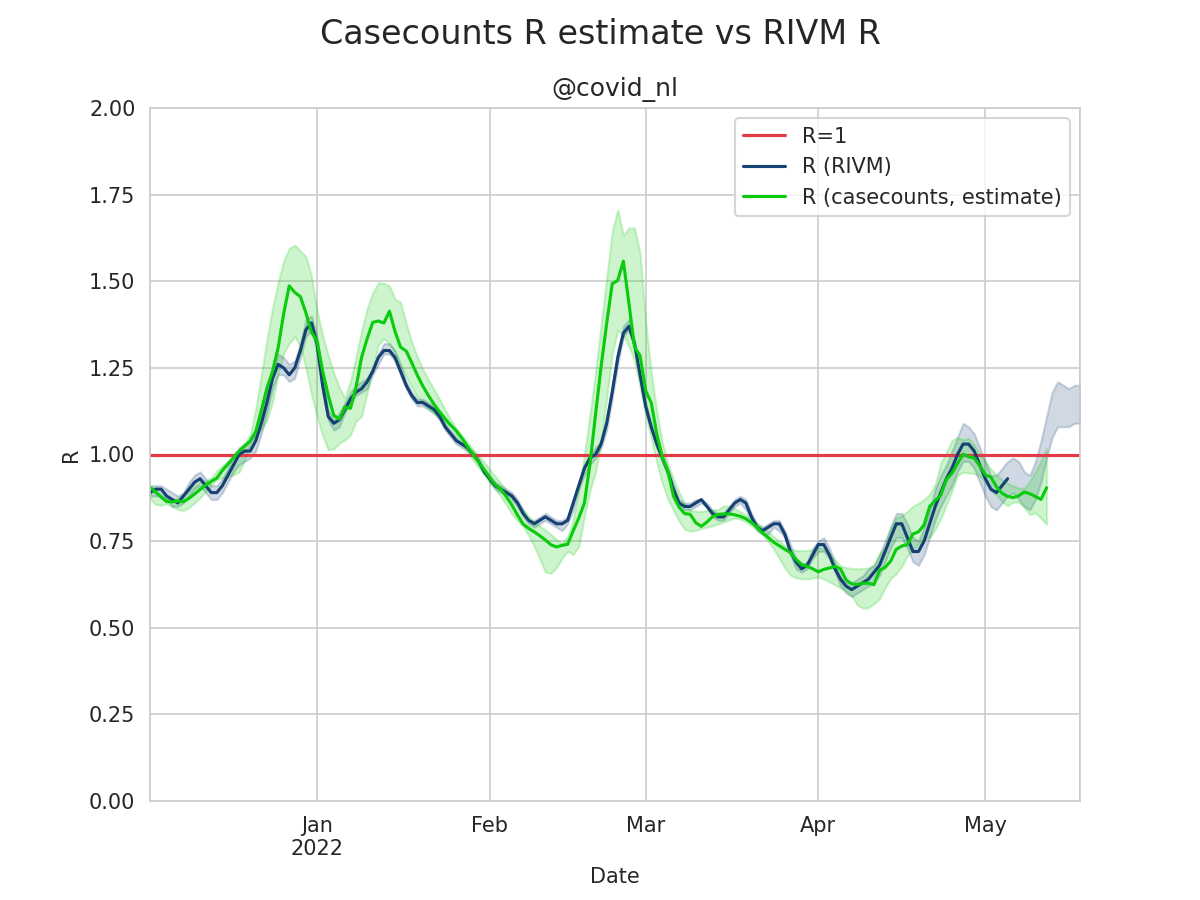 Casecounts R estimate vs RIVM R
@covid_nl
2.00
1.75
1.50
1.25
1.00
0.75
0.50
0.25
0.00
R
R=1
R (RIVM)
R (casecounts, estimate)
Jan
2022
Feb
Mar
Apr
May
Date